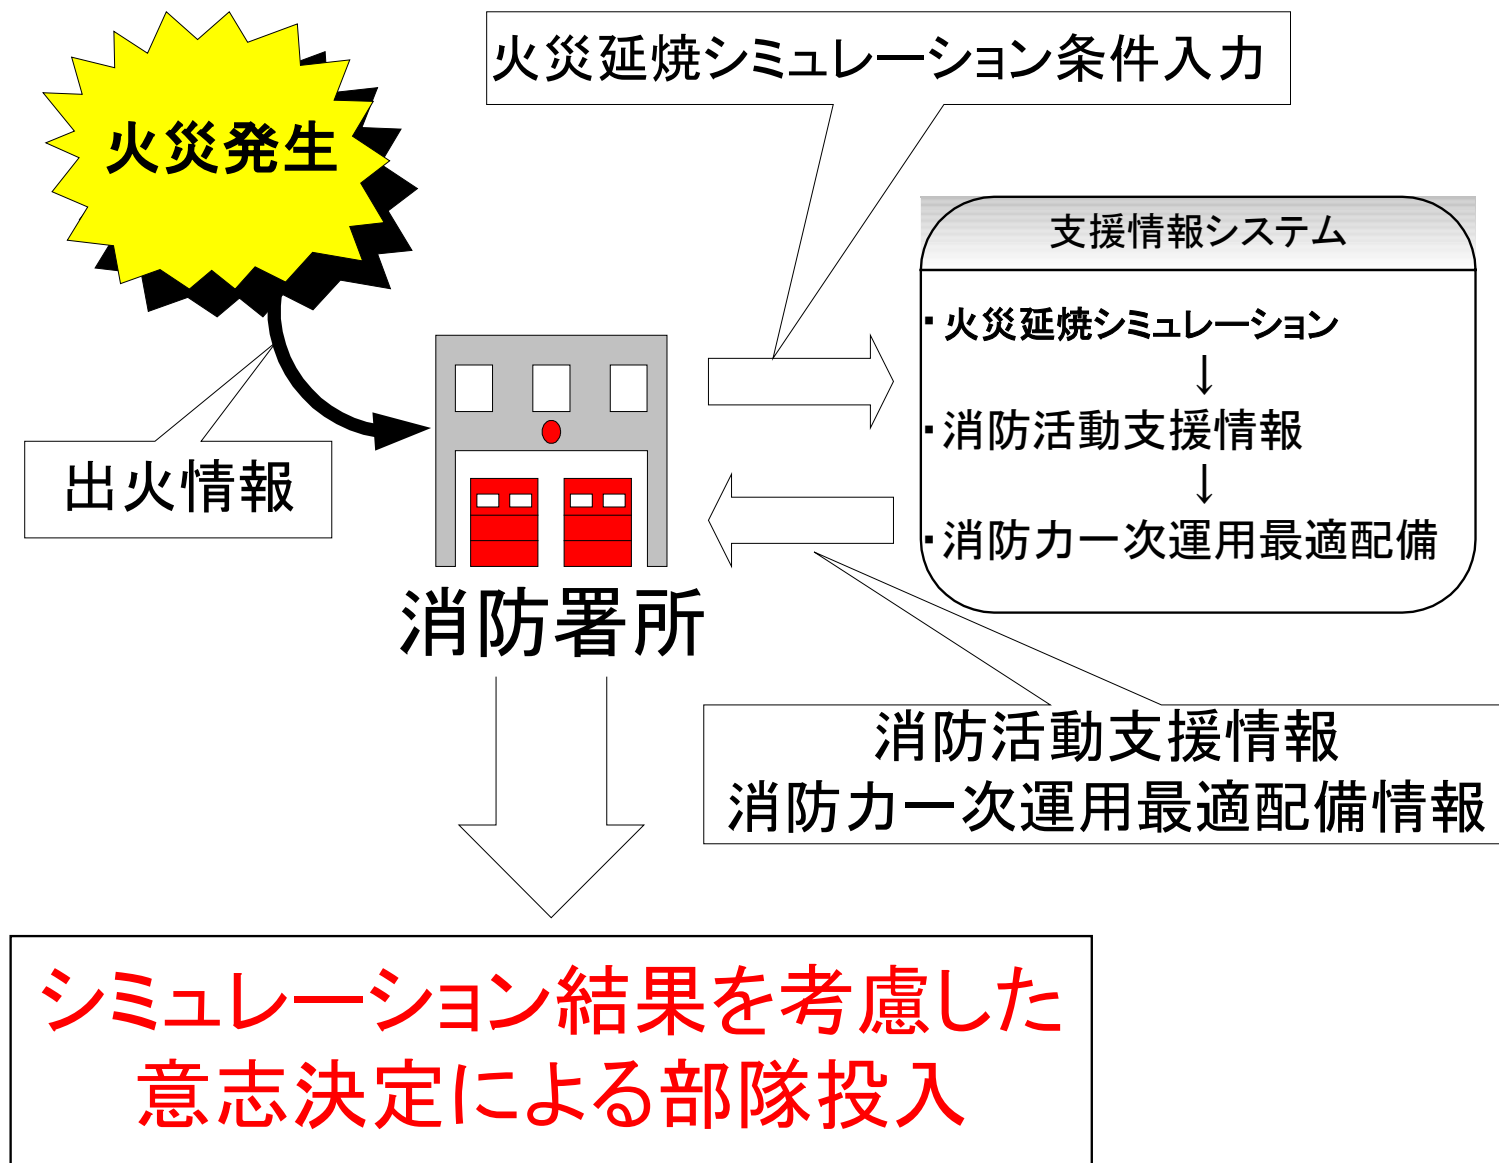 火災発生
火災延焼シミュレーション条件入力
支援情報システム
・火災延焼シミュレーション
↓
・消防活動支援情報
↓
・消防力一次運用最適配備
出火情報
消防署所
消防活動支援情報
消防力一次運用最適配備情報
シミュレーション結果を考慮した
意志決定による部隊投入